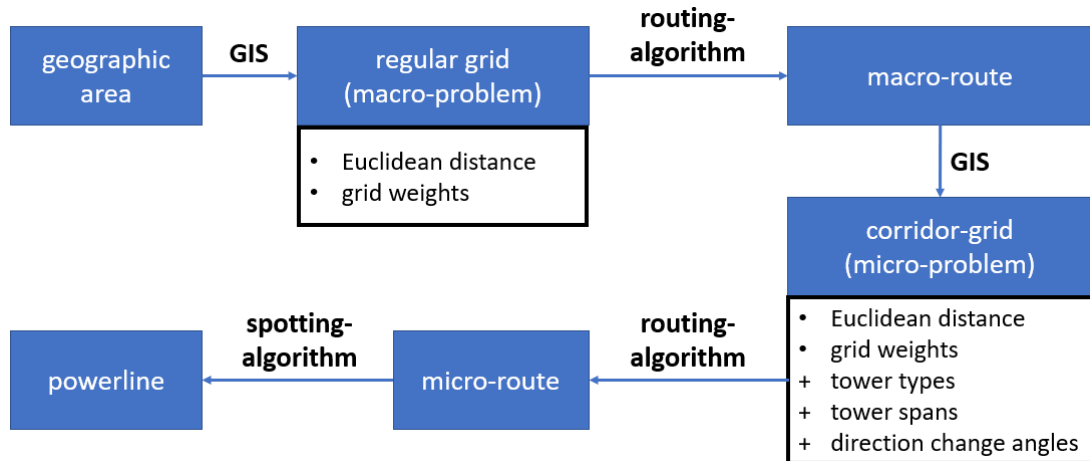 geographic
area
GIS
regular grid
(macro-problem)
• Euclidean distance
• grid weights
routing-
algorithm
macro-route
GIS
corridor-grid
(micro-problem)
• Euclidean distance
• grid weights
+ tower types
+ tower spans
+ direction change angles
routing-
algorithm
micro-route
spotting-
algorithm
powerline